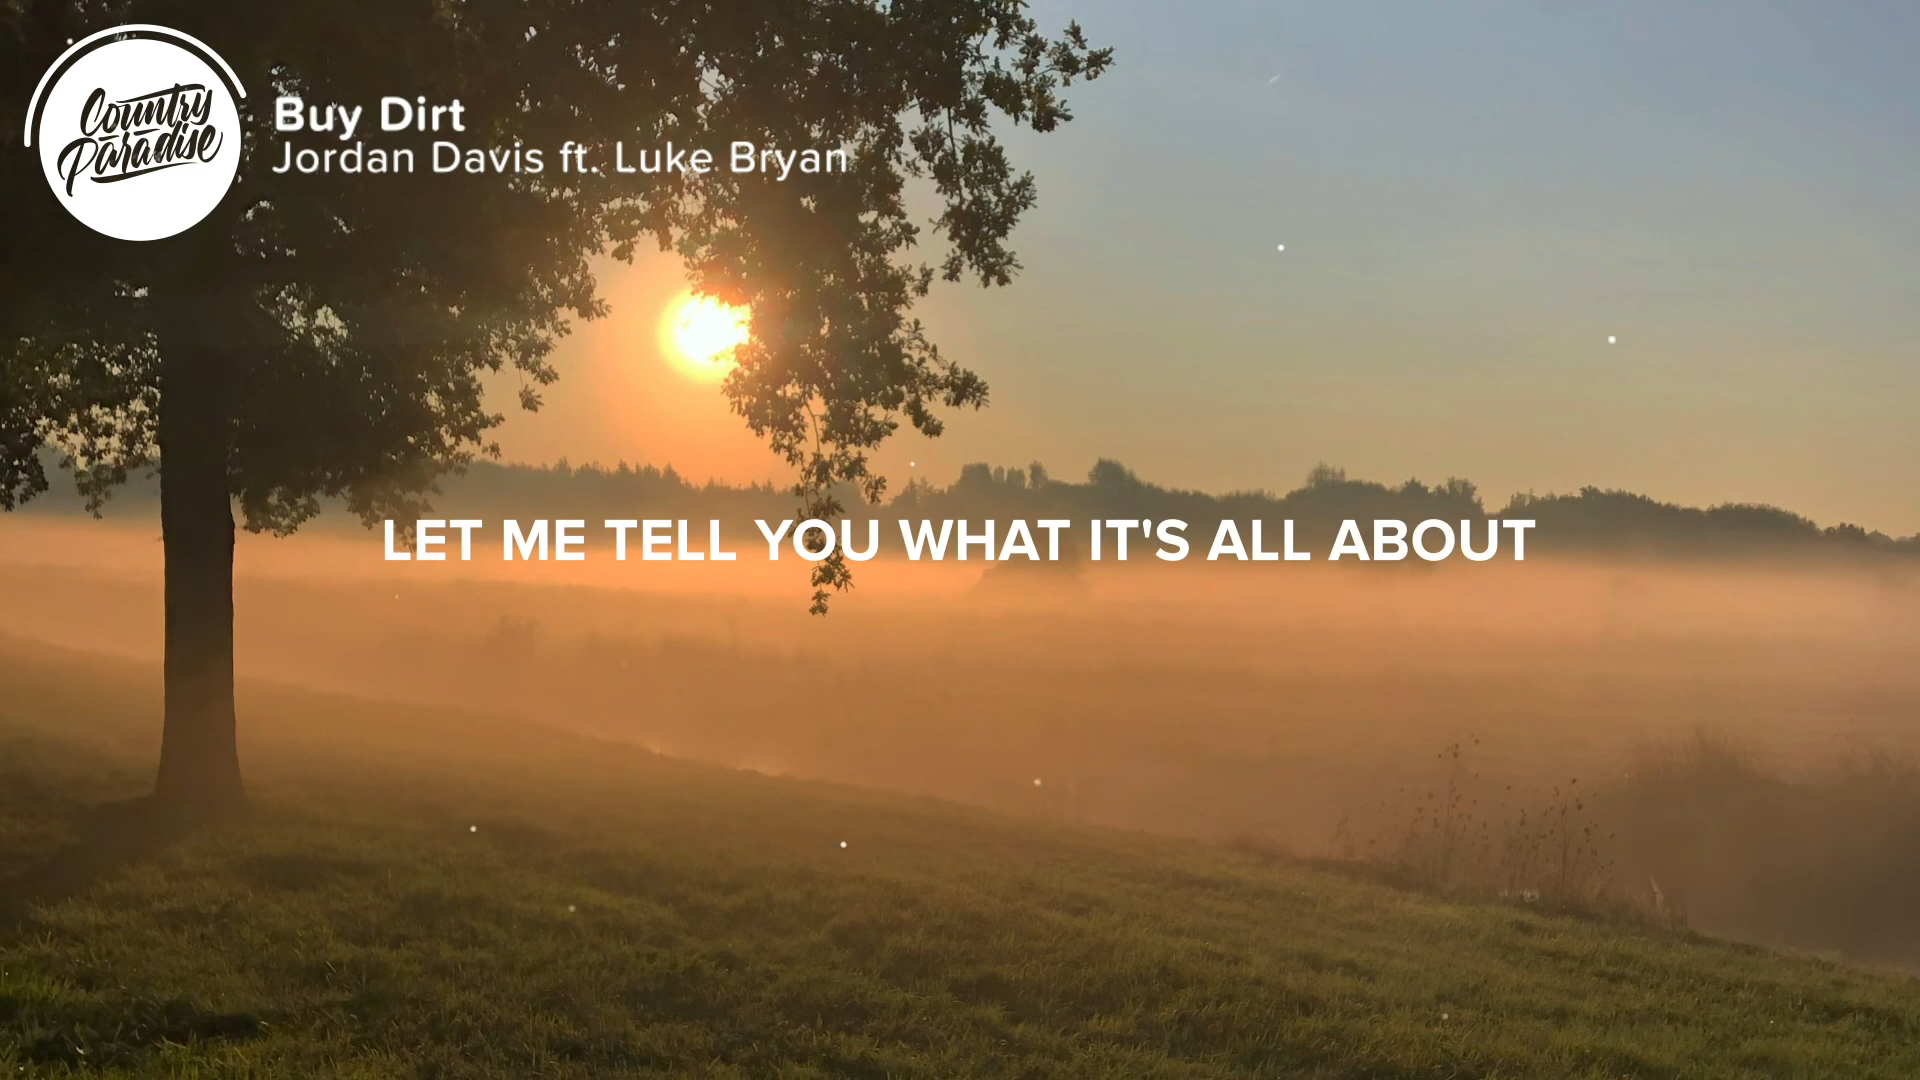 Country
Paradise
Buy Dirt
Jordan Davis ft. Luke Bryan
LET ME TELL YOU WHAT IT'S ALL ABOUT